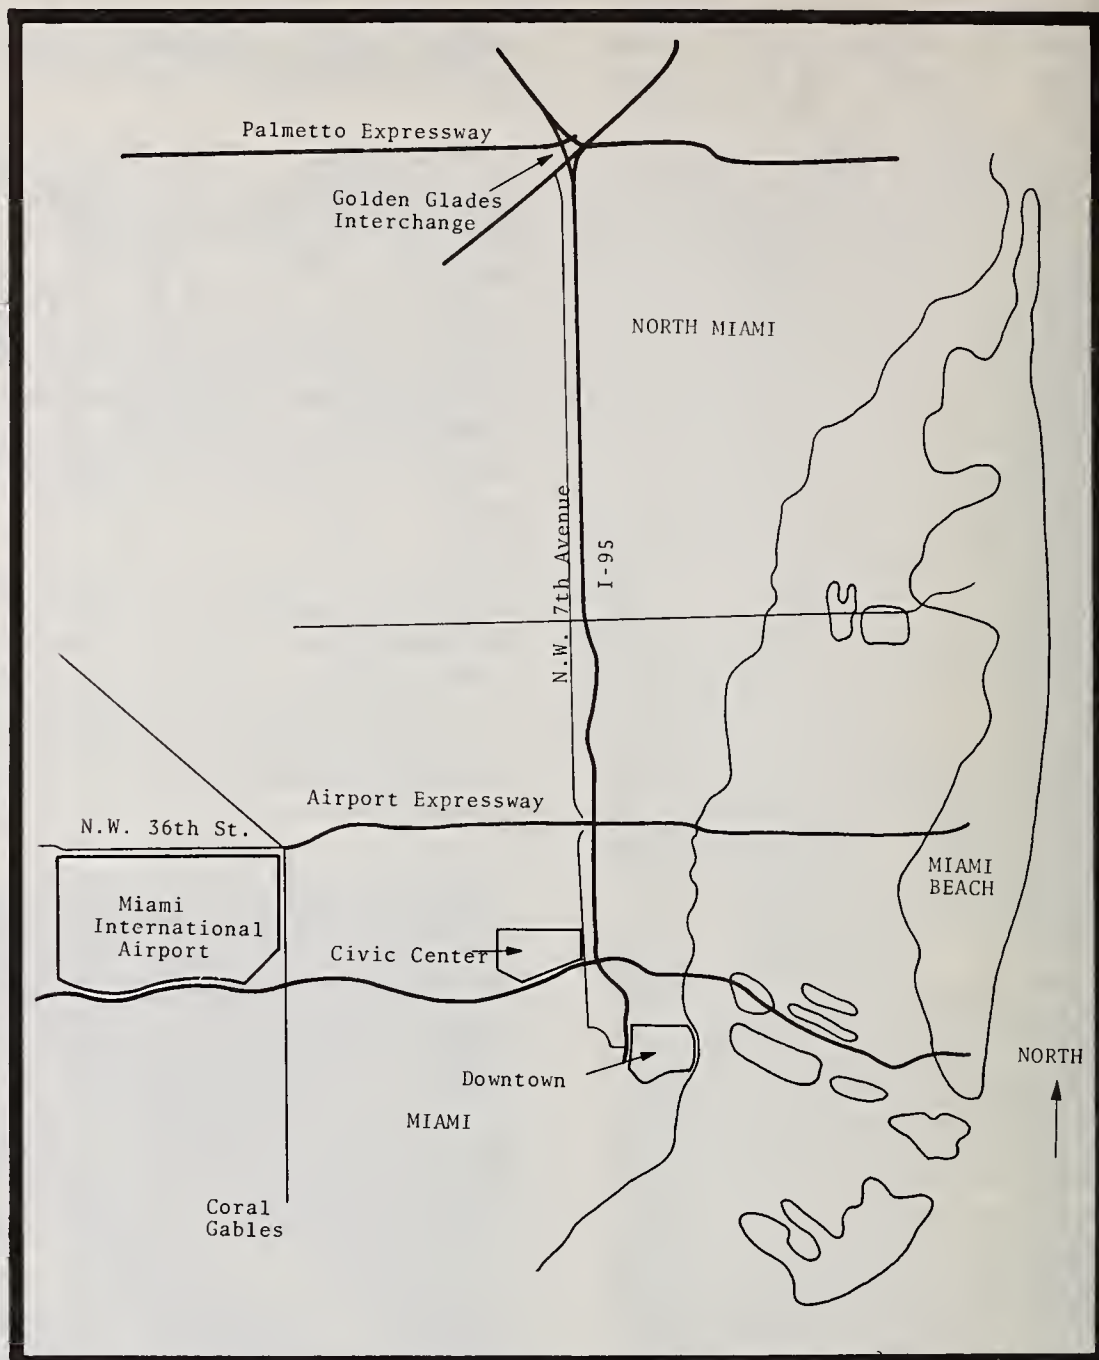 Palmetto Expressway
Golden Glades
Interchange
NORTH MIAMI
N.W. 7th Avenue
I-95
Airport Expressway
N.W. 36th St.
MIAMI
BEACH
Miami
International
Airport
Civic Center
NORTH
Downtown
MIAMI
Coral
Gables